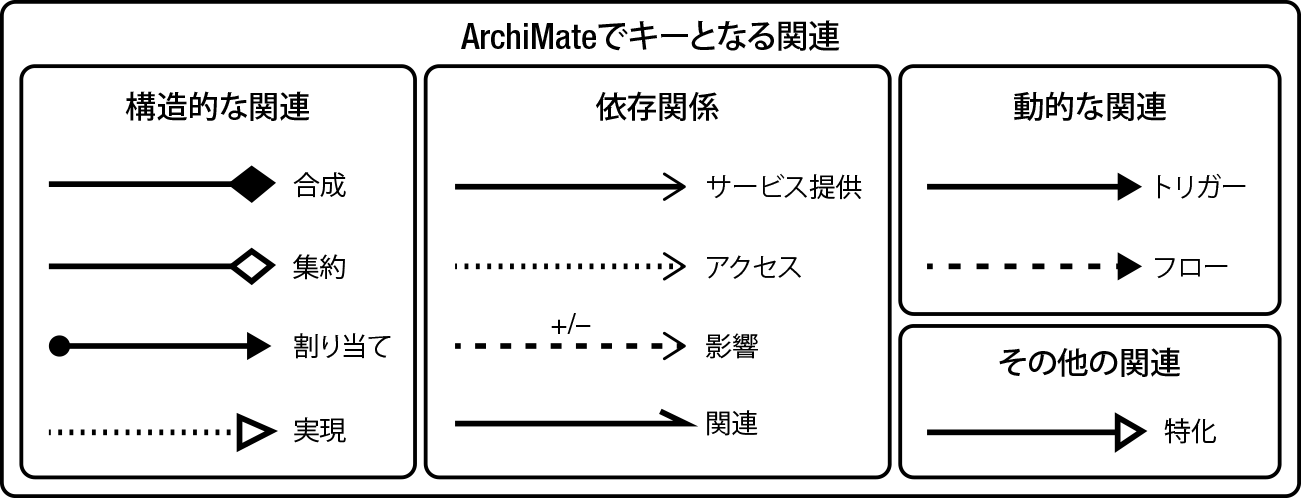 ArchiMateでキーとなる関連
構造的な関連
合成
集約
割り当て
実現
依存関係
サービス提供
アクセス
+/−
影響
関連
動的な関連
トリガー
フロー
その他の関連
特化